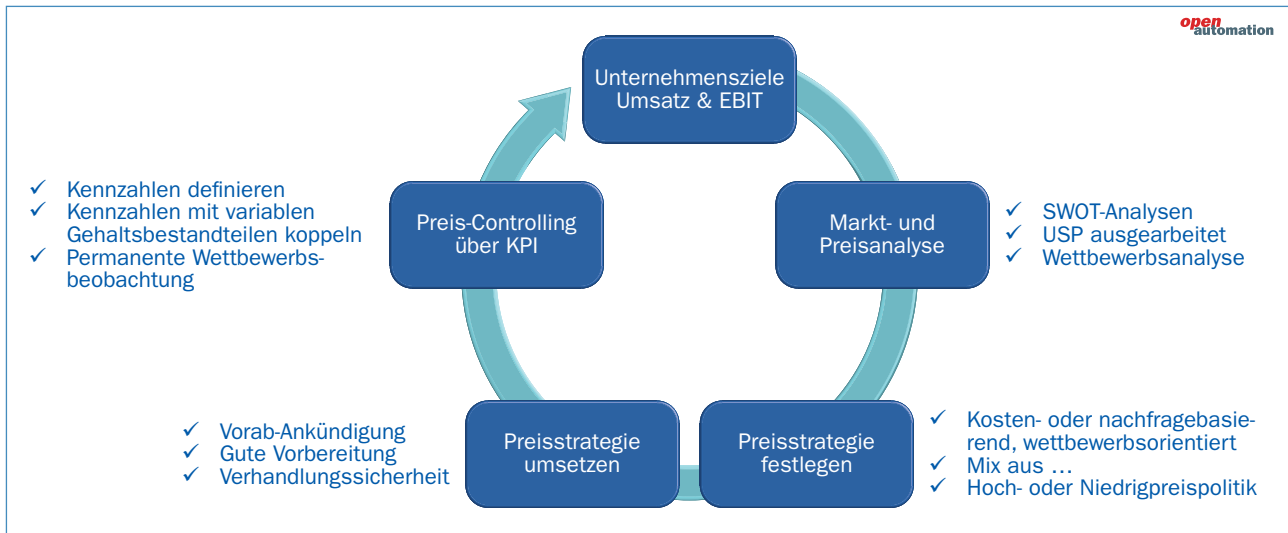 open
automation
Unternehmensziele
Umsatz & EBIT
Markt- und
Preisanalyse
✓ SWOT-Analysen
✓ USP ausgearbeitet
✓ Wettbewerbsanalyse
Preisstrategie
festlegen
✓ Kosten- oder nachfragebasie-
rend, wettbewerbsorientiert
✓ Mix aus …
✓ Hoch- oder Niedrigpreispolitik
Preisstrategie
umsetzen
✓ Vorab-Ankündigung
✓ Gute Vorbereitung
✓ Verhandlungssicherheit
Preis-Controlling
über KPI
✓ Kennzahlen definieren
✓ Kennzahlen mit variablen
Gehaltsbestandteilen koppeln
✓ Permanente Wettbewerbs-
beobachtung